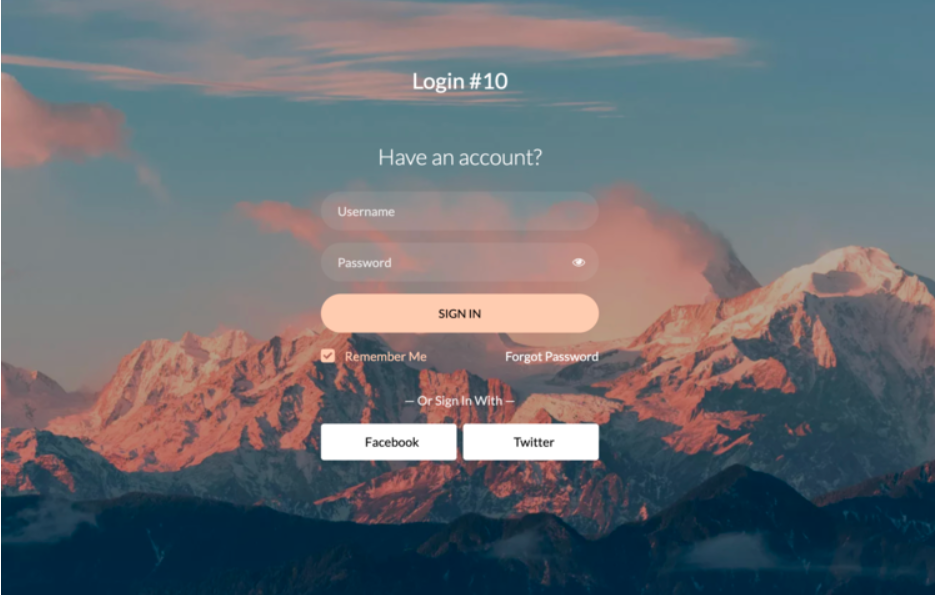 Login #10
Have an account?
Username
Password
SIGN IN
Remember Me Forgot Password
— Or Sign In With —
Facebook Twitter